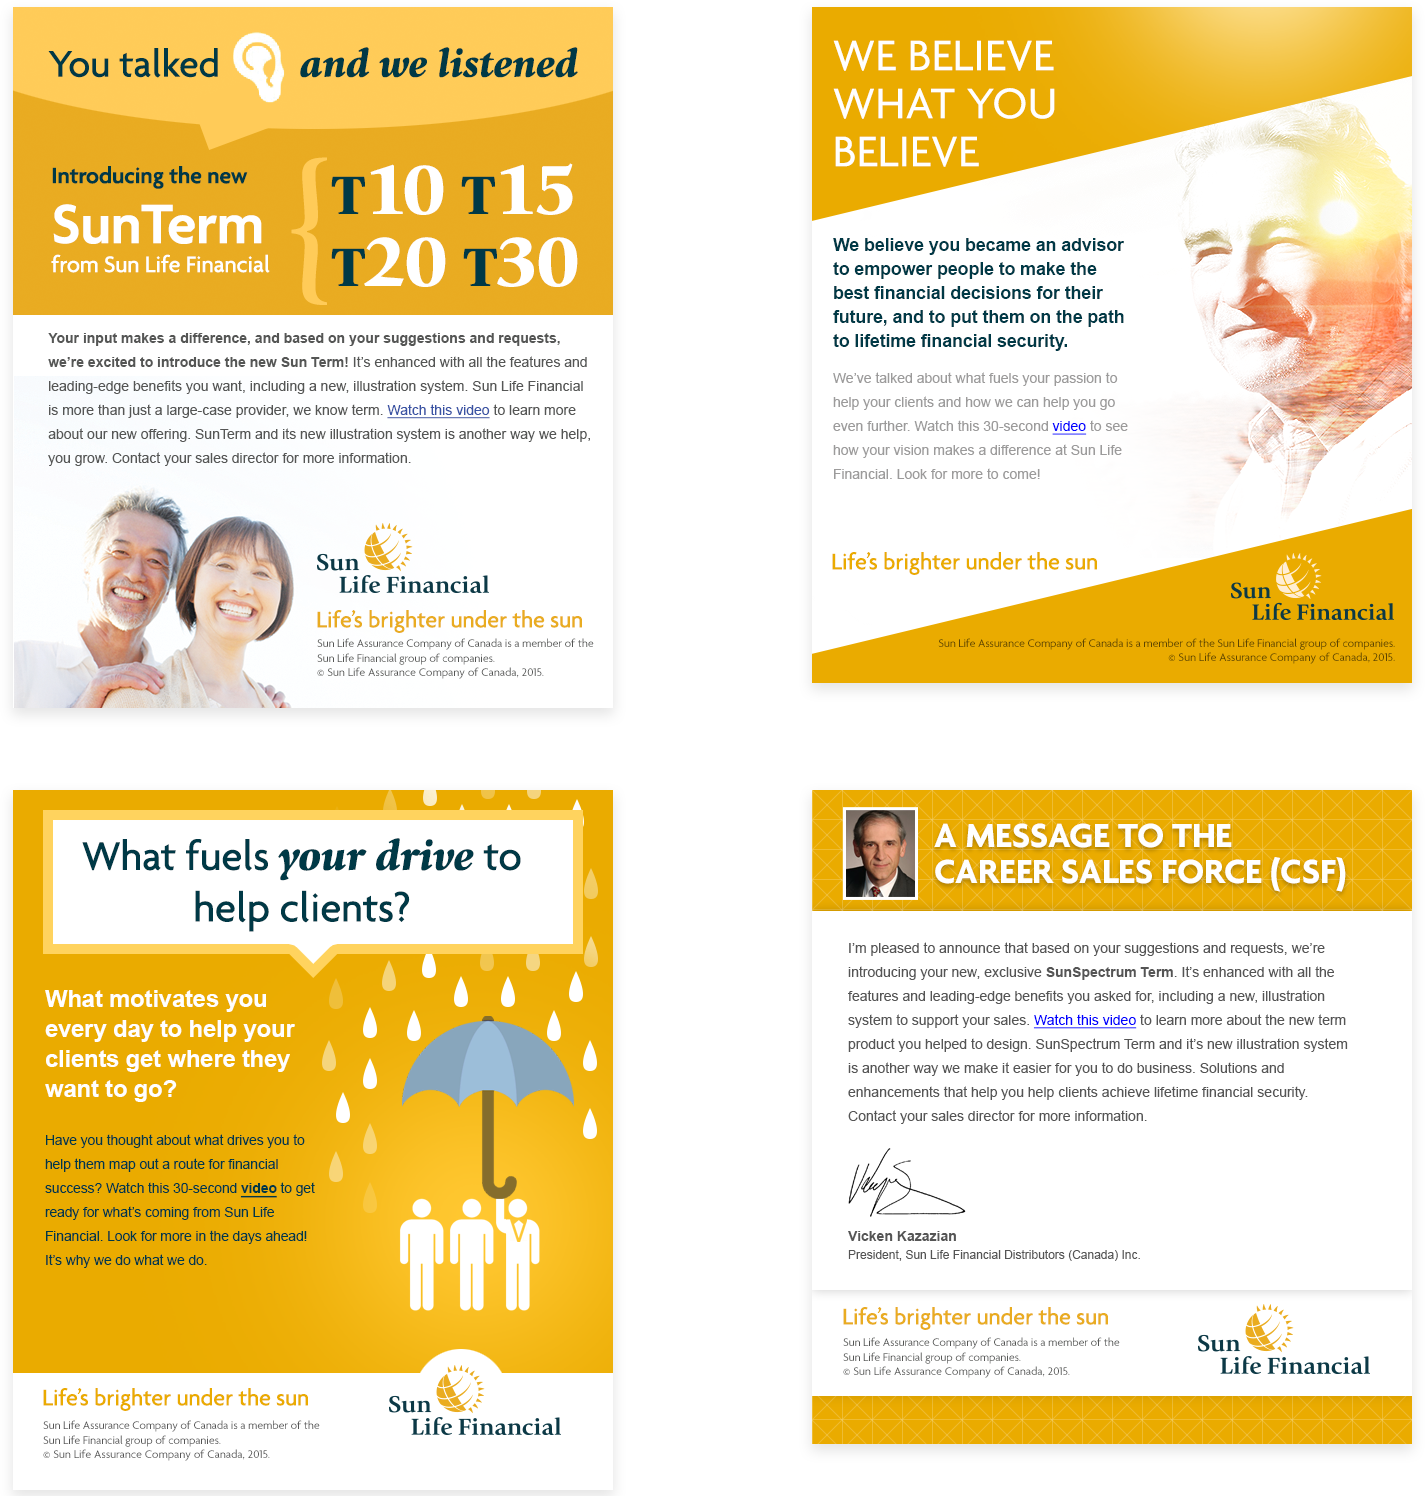 You talked and we listened
Introducing the new
SunTerm
from Sun Life Financial
T10 T15
T20 T30
Your input makes a difference, and based on your suggestions and requests,
we’re excited to introduce the new Sun Term! It’s enhanced with all the features and
leading-edge benefits you want, including a new, illustration system. Sun Life Financial
is more than just a large-case provider, we know term. Watch this video to learn more
about our new offering. SunTerm and its new illustration system is another way we help,
you grow. Contact your sales director for more information.
Sun
Life Financial
Life’s brighter under the sun
Sun Life Assurance Company of Canada is a member of the
Sun Life Financial group of companies.
© Sun Life Assurance Company of Canada, 2015.
WE BELIEVE
WHAT YOU
BELIEVE
We believe you became an advisor
to empower people to make the
best financial decisions for their
future, and to put them on the path
to lifetime financial security.
We’ve talked about what fuels your passion to
help your clients and how we can help you go
even further. Watch this 30-second video to see
how your vision makes a difference at Sun Life
Financial. Look for more to come!
Life’s brighter under the sun
Sun
Life Financial
Sun Life Assurance Company of Canada is a member of the Sun Life Financial group of companies.
© Sun Life Assurance Company of Canada, 2015.
What fuels your drive to
help clients?
What motivates you
every day to help your
clients get where they
want to go?
Have you thought about what drives you to
help them map out a route for financial
success? Watch this 30-second video to get
ready for what’s coming from Sun Life
Financial. Look for more in the days ahead!
It’s why we do what we do.
Life’s brighter under the sun
Sun Life Assurance Company of Canada is a member of the
Sun Life Financial group of companies.
© Sun Life Assurance Company of Canada, 2015.
Sun
Life Financial
A MESSAGE TO THE
CAREER SALES FORCE (CSF)
I’m pleased to announce that based on your suggestions and requests, we’re
introducing your new, exclusive SunSpectrum Term. It’s enhanced with all the
features and leading-edge benefits you asked for, including a new, illustration
system to support your sales. Watch this video to learn more about the new term
product you helped to design. SunSpectrum Term and it’s new illustration system
is another way we make it easier for you to do business. Solutions and
enhancements that help you help clients achieve lifetime financial security.
Contact your sales director for more information.
Vicken Kazazian
President, Sun Life Financial Distributors (Canada) Inc.
Life’s brighter under the sun
Sun Life Assurance Company of Canada is a member of the
Sun Life Financial group of companies.
© Sun Life Assurance Company of Canada, 2015.
Sun
Life Financial